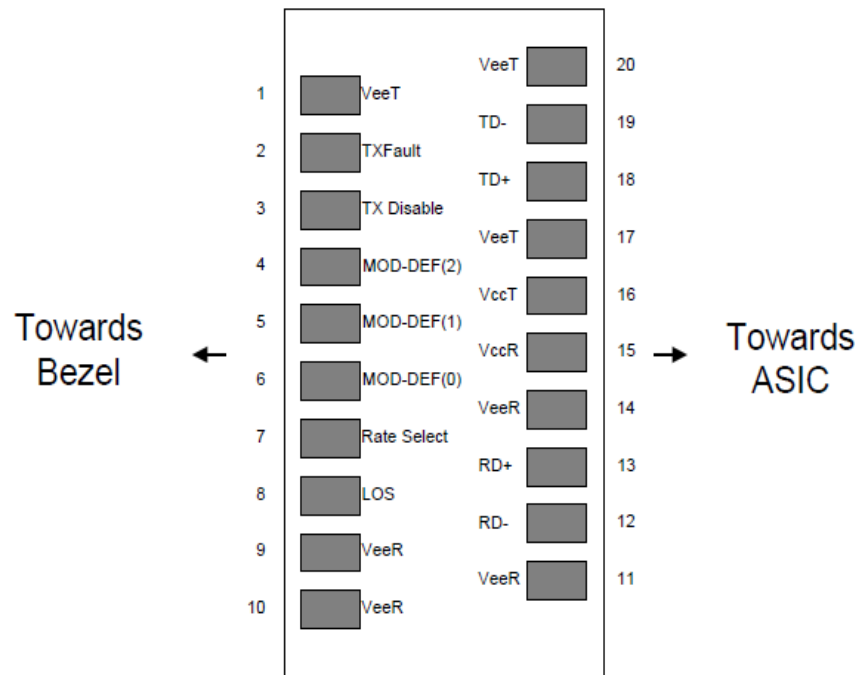 VeeT 20
1 VeeT
TD- 19
2 TXFault
TD+ 18
3 TX Disable
VeeT 17
4 MOD-DEF(2)
VccT 16
5 MOD-DEF(1)
Towards
Bezel
VccR 15
Towards
ASIC
6 MOD-DEF(0)
VeeR 14
7 Rate Select
RD+ 13
8 LOS
RD- 12
9 VeeR
VeeR 11
10 VeeR